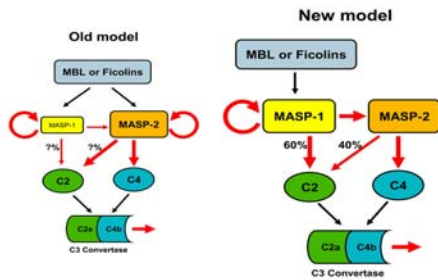 Old model
MBL or Ficolins
MASP-1
MASP-2
?%
?%
C2
C4
C2a
C4b
C3 Convertase
New model
MBL or Ficolins
MASP-1
MASP-2
60%
40%
C2
C4
C2a
C4b
C3 Convertase